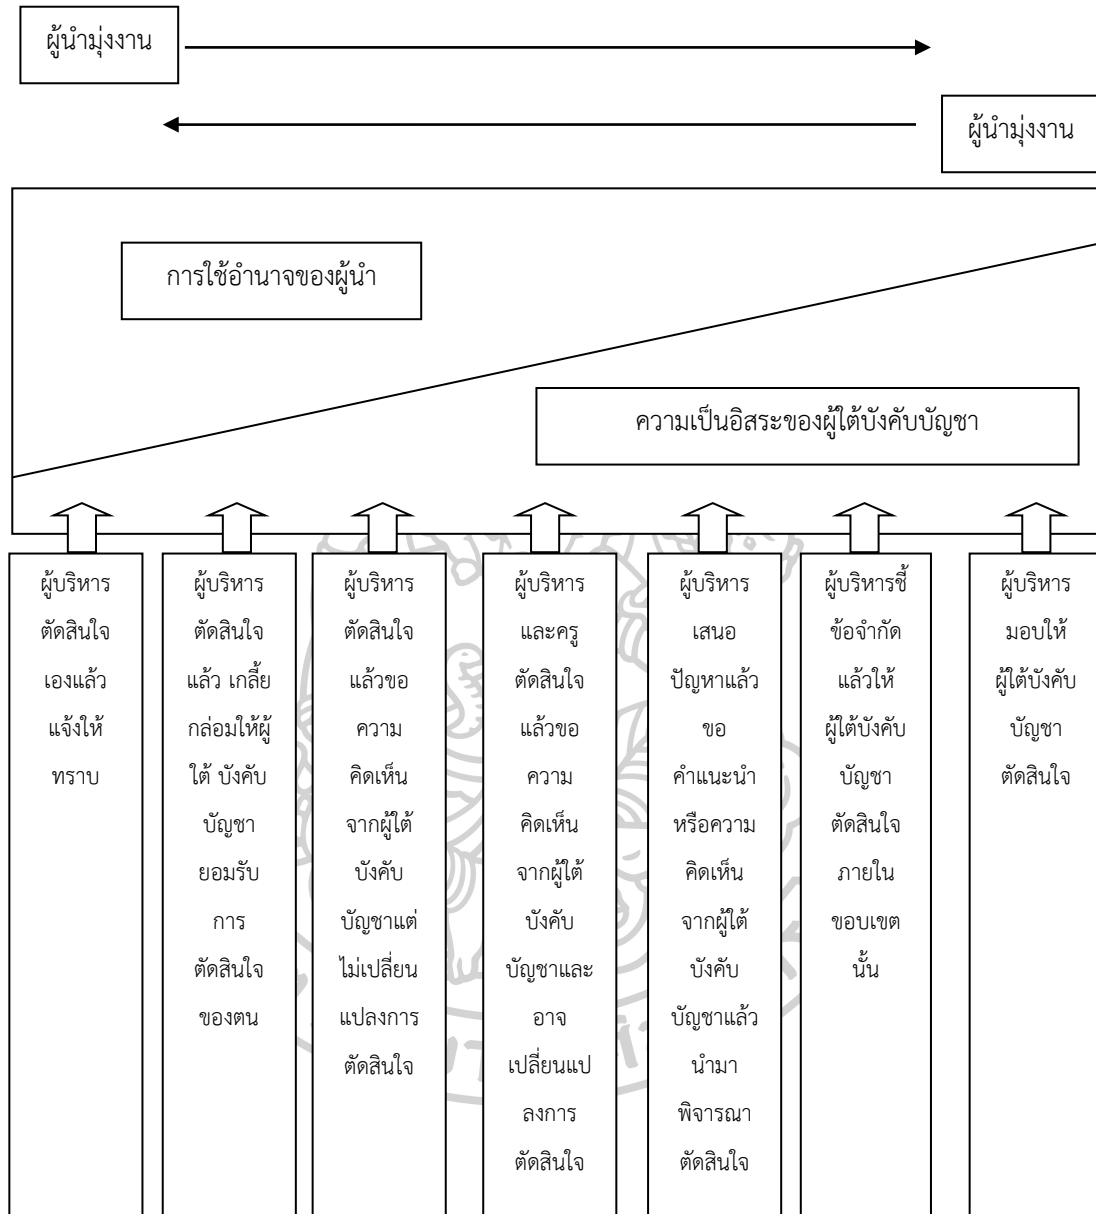 ผู้นำมุ่งงาน
ผู้นำมุ่งงาน
การใช้อำนาจของผู้นำ
ความเป็นอิสระของผู้ใต้บังคับบัญชา
ผู้บริหาร
ตัดสินใจ
เองแล้ว
แจ้งให้
ทราบ
ผู้บริหาร
ตัดสินใจ
แล้ว เกลี้ย
กล่อมให้ผู้
ใต้ บังคับ
บัญชา
ยอมรับ
การ
ตัดสินใจ
ของตน
ผู้บริหาร
ตัดสินใจ
แล้วขอ
ความ
คิดเห็น
จากผู้ใต้
บังคับ
บัญชาแต่
ไม่เปลี่ยน
แปลงการ
ตัดสินใจ
ผู้บริหาร
และครู
ตัดสินใจ
แล้วขอ
ความ
คิดเห็น
จากผู้ใต้
บังคับ
บัญชาและ
อาจ
เปลี่ยนแป
ลงการ
ตัดสินใจ
ผู้บริหาร
เสนอ
ปัญหาแล้ว
ขอ
คำแนะนำ
หรือความ
คิดเห็น
จากผู้ใต้
บังคับ
บัญชาแล้ว
นำมา
พิจารณา
ตัดสินใจ
ผู้บริหารชี้
ข้อจำกัด
แล้วให้
ผู้ใต้บังคับ
บัญชา
ตัดสินใจ
ภายใน
ขอบเขต
นั้น
ผู้บริหาร
มอบให้
ผู้ใต้บังคับ
บัญชา
ตัดสินใจ